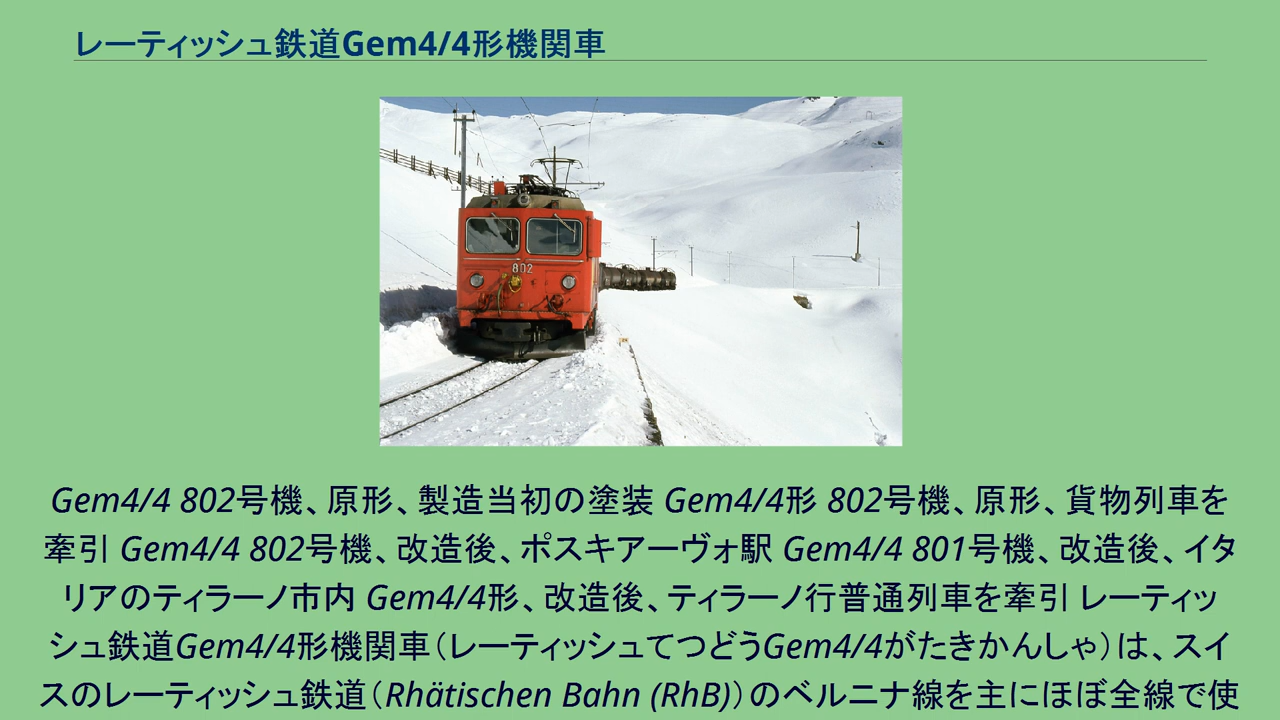 レーティッシュ鉄道Gem4/4形機関車
802
Gem4/4 802号機、原形、製造当初の塗装 Gem4/4形 802号機、原形、貨物列車を
牽引 Gem4/4 802号機、改造後、ポスキアーヴォ駅 Gem4/4 801号機、改造後、イタ
リアのティラーノ市内 Gem4/4形、改造後、ティラーノ行普通列車を牽引 レーティッ
シュ鉄道Gem4/4形機関車（レーティッシュてつどうGem4/4がたきかんしゃ）は、スイ
スのレーティッシュ鉄道（Rhätischen Bahn (RhB)）のベルニナ線を主にほぼ全線で使